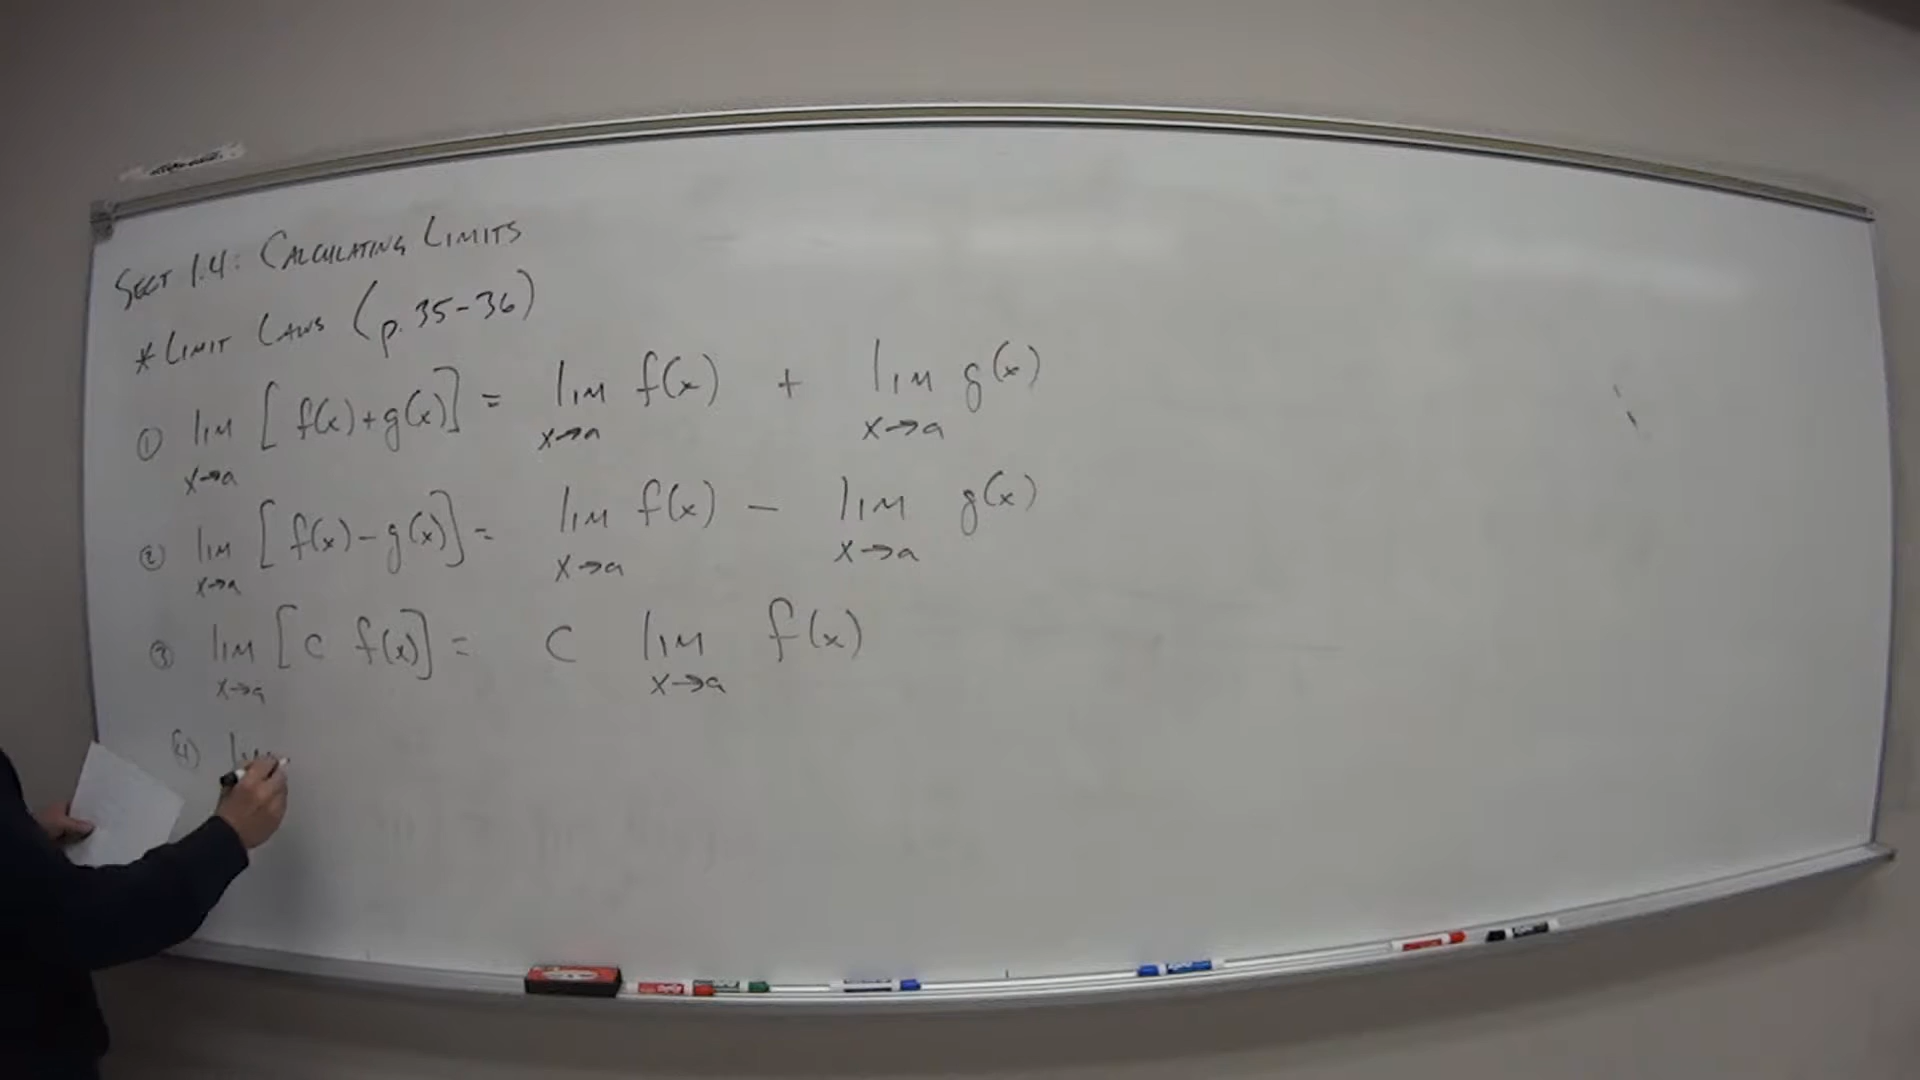 SECT 1.4: CALCULATING LIMITS
* LIMIT LAWS (p. 35-36)
① lim x→a [f(x)+g(x)] = lim x→a f(x) + lim x→a g(x)
② lim x→a [f(x)-g(x)] = lim x→a f(x) - lim x→a g(x)
③ lim x→a [c f(x)] = c lim x→a f(x)
④ lim